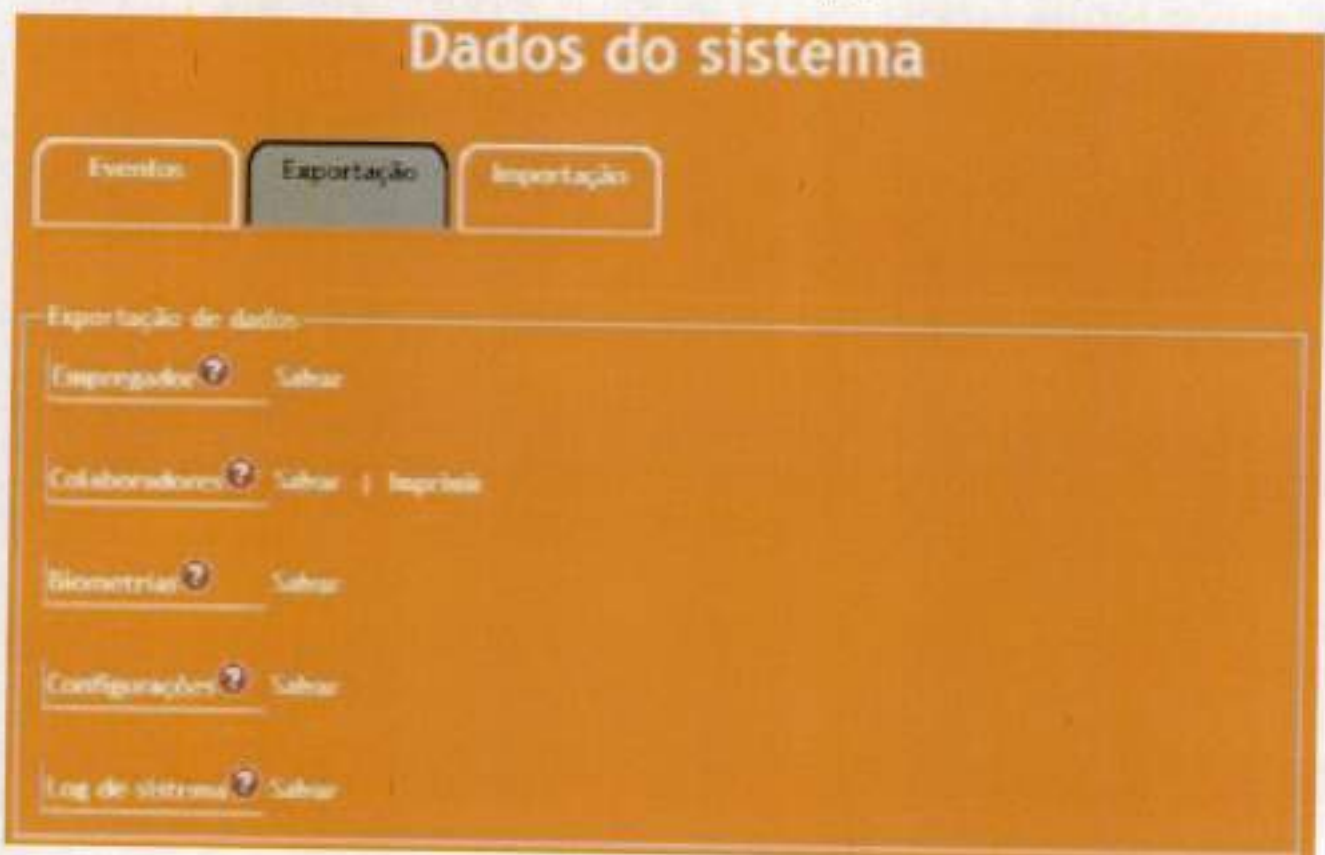 Dados do sistema
Eventos
Exportação
Importação
Exportação de dados
Empregador ? Salvar
Colaboradores ? Salvar | Imprimir
Biometrias ? Salvar
Configurações ? Salvar
Log de sistema ? Salvar